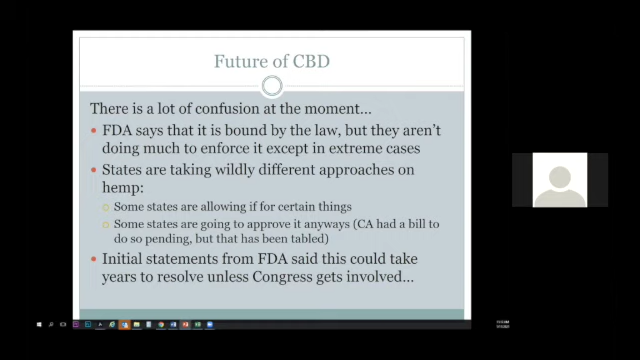 Future of CBD
There is a lot of confusion at the moment...
FDA says that it is bound by the law, but they aren't
doing much to enforce it except in extreme cases
States are taking wildly different approaches on
hemp:
Some states are allowing if for certain things
Some states are going to approve it anyways (CA had a bill to
do so pending, but that has been tabled)
Initial statements from FDA said this could take
years to resolve unless Congress gets involved...